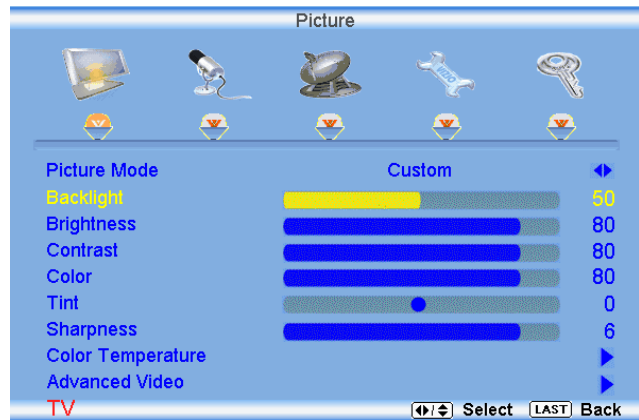 Picture
VIZIO
Picture Mode Custom
Backlight 50
Brightness 80
Contrast 80
Color 80
Tint 0
Sharpness 6
Color Temperature
Advanced Video
TV Select LAST Back